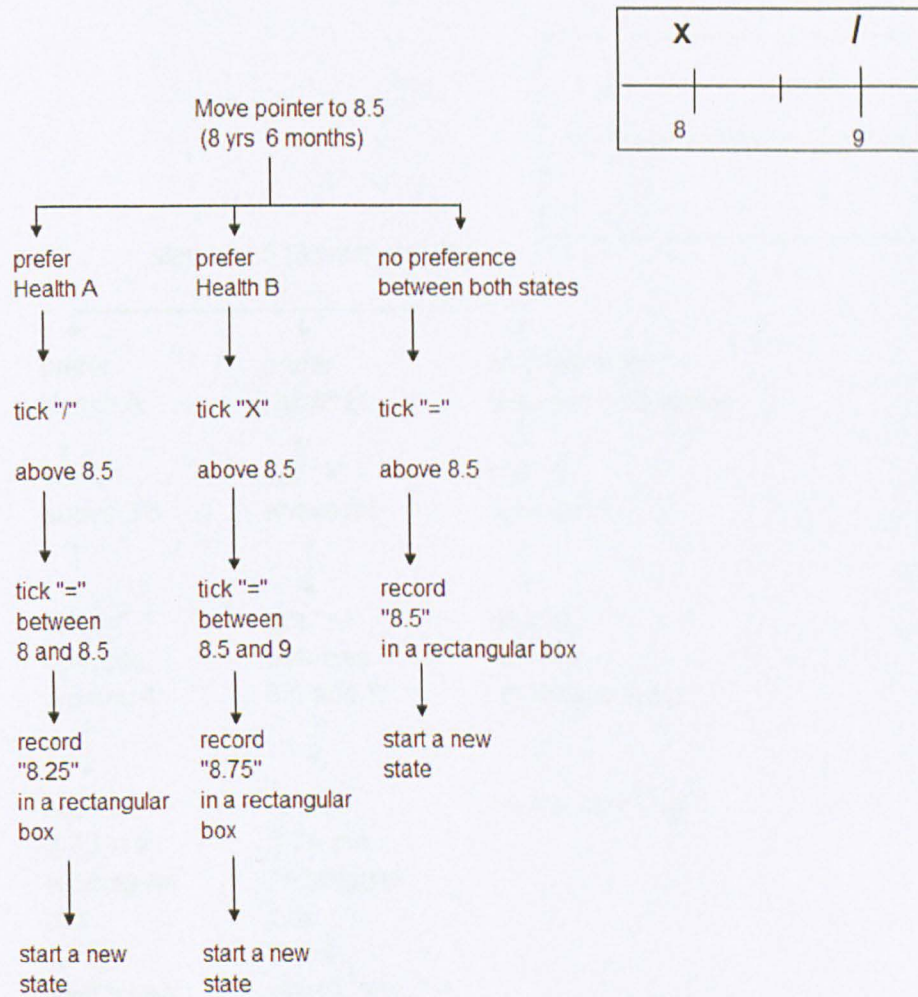 X /
8 9
Move pointer to 8.5
(8 yrs 6 months)
prefer
Health A
prefer
Health B
no preference
between both states
tick "/"
above 8.5
tick "X"
above 8.5
tick "="
above 8.5
tick "="
between
8 and 8.5
tick "="
between
8.5 and 9
record
"8.5"
in a rectangular box
record
"8.25"
in a rectangular
box
record
"8.75"
in a rectangular
box
start a new
state
start a new
state
start a new
state